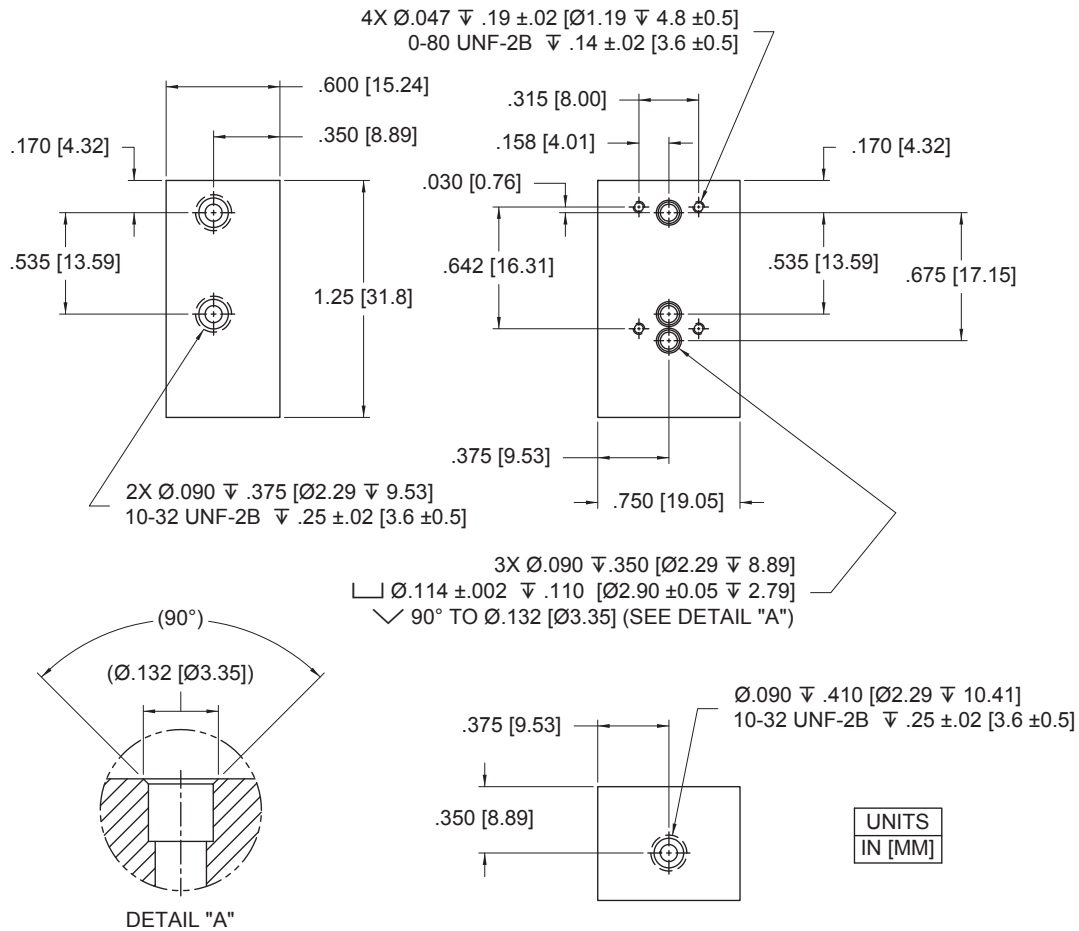 4X Ø.047 ↧ .19 ±.02 [Ø1.19 ↧ 4.8 ±0.5]
0-80 UNF-2B ↧ .14 ±.02 [3.6 ±0.5]
.600 [15.24]
.350 [8.89]
.170 [4.32]
.535 [13.59]
1.25 [31.8]
2X Ø.090 ↧ .375 [Ø2.29 ↧ 9.53]
10-32 UNF-2B ↧ .25 ±.02 [3.6 ±0.5]
.315 [8.00]
.158 [4.01]
.170 [4.32]
.030 [0.76]
.642 [16.31]
.535 [13.59]
.675 [17.15]
.375 [9.53]
.750 [19.05]
3X Ø.090 ↧.350 [Ø2.29 ↧ 8.89]
⌴ Ø.114 ±.002 ↧ .110 [Ø2.90 ±0.05 ↧ 2.79]
⌵ 90° TO Ø.132 [Ø3.35] (SEE DETAIL "A")
(90°)
(Ø.132 [Ø3.35])
DETAIL "A"
Ø.090 ↧ .410 [Ø2.29 ↧ 10.41]
10-32 UNF-2B ↧ .25 ±.02 [3.6 ±0.5]
.375 [9.53]
.350 [8.89]
UNITS
IN [MM]